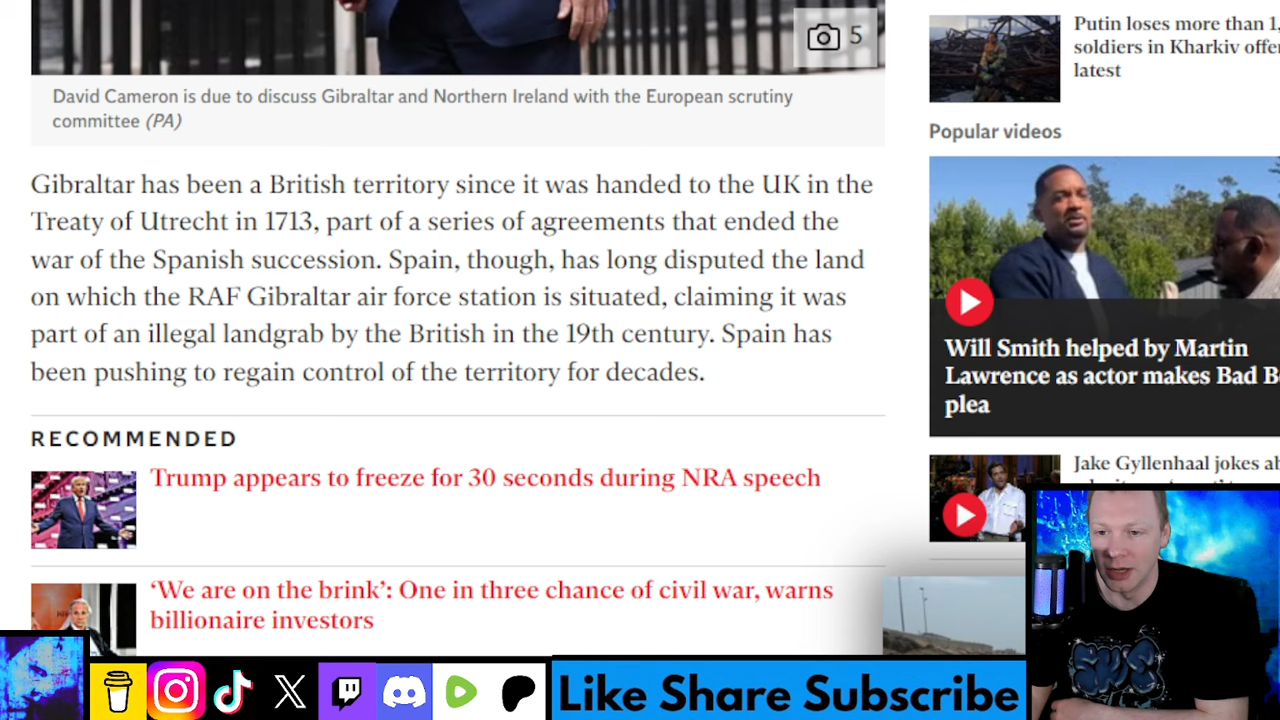 5
David Cameron is due to discuss Gibraltar and Northern Ireland with the European scrutiny
committee (PA)
Gibraltar has been a British territory since it was handed to the UK in the
Treaty of Utrecht in 1713, part of a series of agreements that ended the
war of the Spanish succession. Spain, though, has long disputed the land
on which the RAF Gibraltar air force station is situated, claiming it was
part of an illegal landgrab by the British in the 19th century. Spain has
been pushing to regain control of the territory for decades.
RECOMMENDED
Trump appears to freeze for 30 seconds during NRA speech
‘We are on the brink’: One in three chance of civil war, warns
billionaire investors
Putin loses more than 1,
soldiers in Kharkiv offe
latest
Popular videos
Will Smith helped by Martin
Lawrence as actor makes Bad B
plea
Jake Gyllenhaal jokes a
Like Share Subscribe